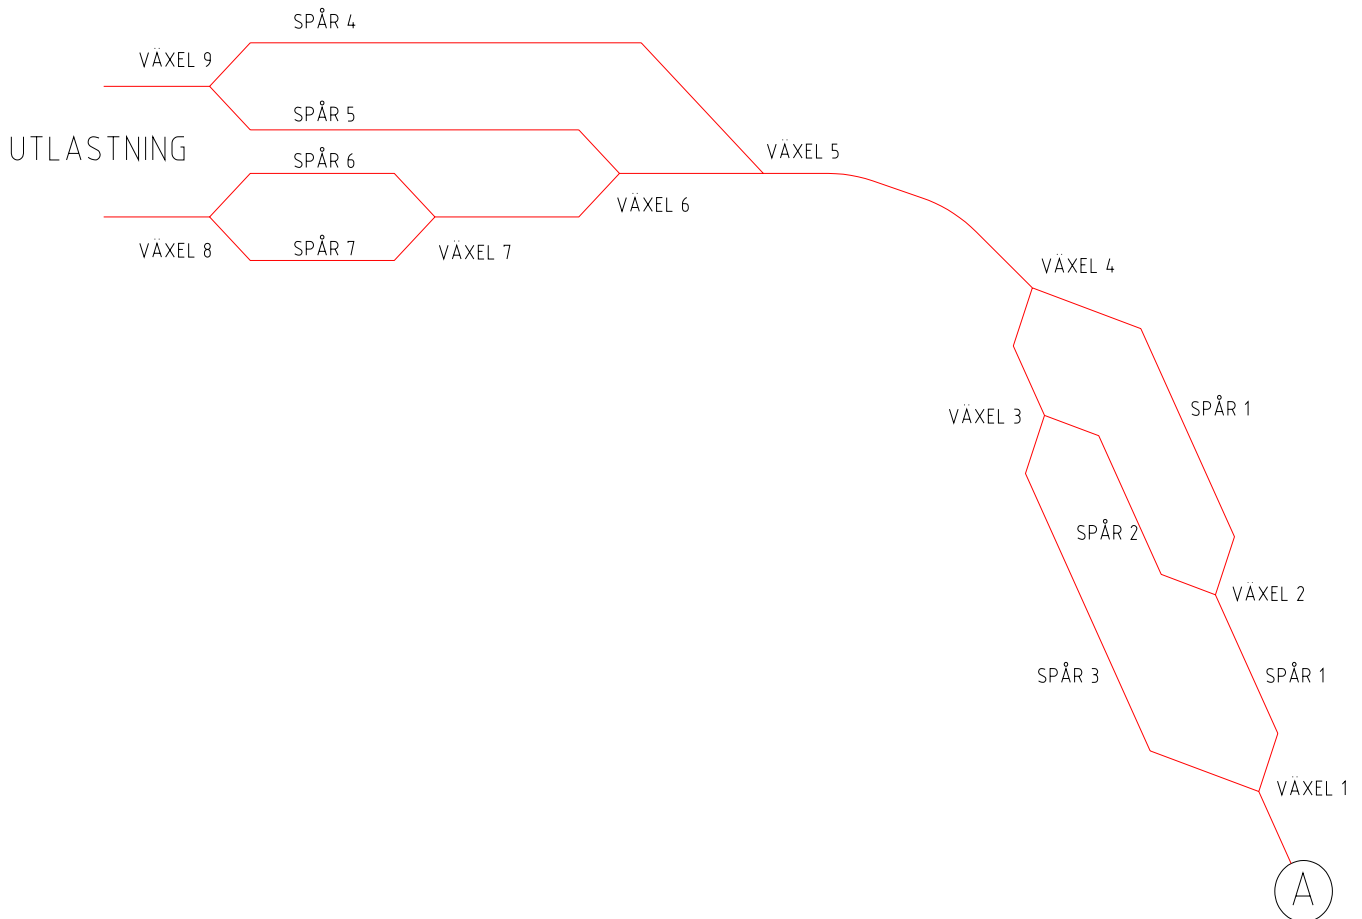 SPÅR 4
VÄXEL 9
SPÅR 5
UTLASTNING
SPÅR 6
VÄXEL 5
VÄXEL 6
VÄXEL 8
SPÅR 7
VÄXEL 7
VÄXEL 4
SPÅR 1
VÄXEL 3
SPÅR 2
VÄXEL 2
SPÅR 3
SPÅR 1
VÄXEL 1
A